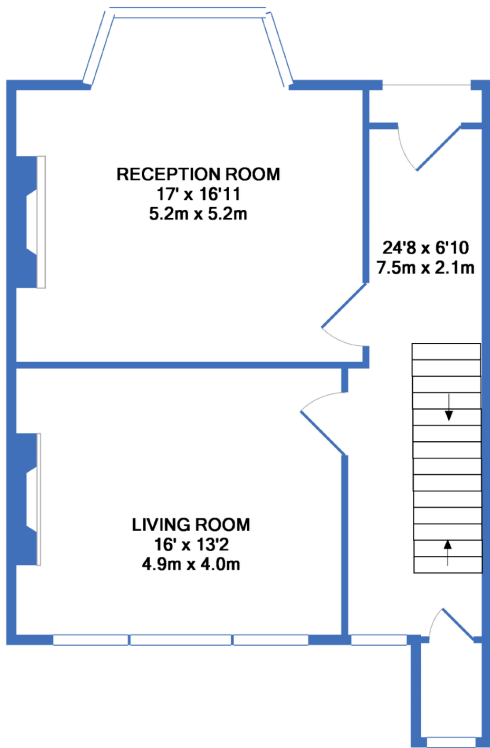 RECEPTION ROOM
17' x 16'11
5.2m x 5.2m
24'8 x 6'10
7.5m x 2.1m
LIVING ROOM
16' x 13'2
4.9m x 4.0m